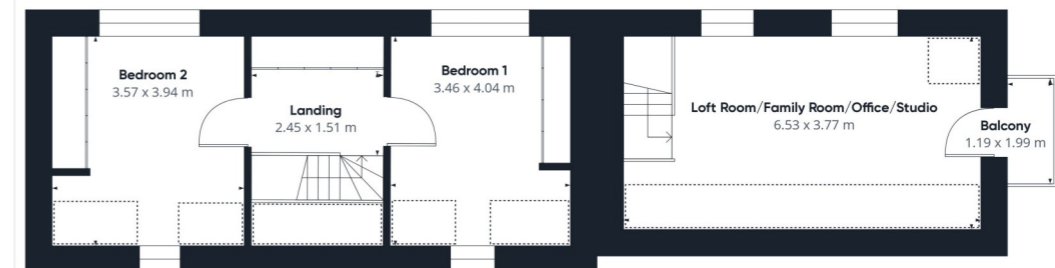 Bedroom 2
3.57 x 3.94 m
Landing
2.45 x 1.51 m
Bedroom 1
3.46 x 4.04 m
Loft Room/Family Room/Office/Studio
6.53 x 3.77 m
Balcony
1.19 x 1.99 m